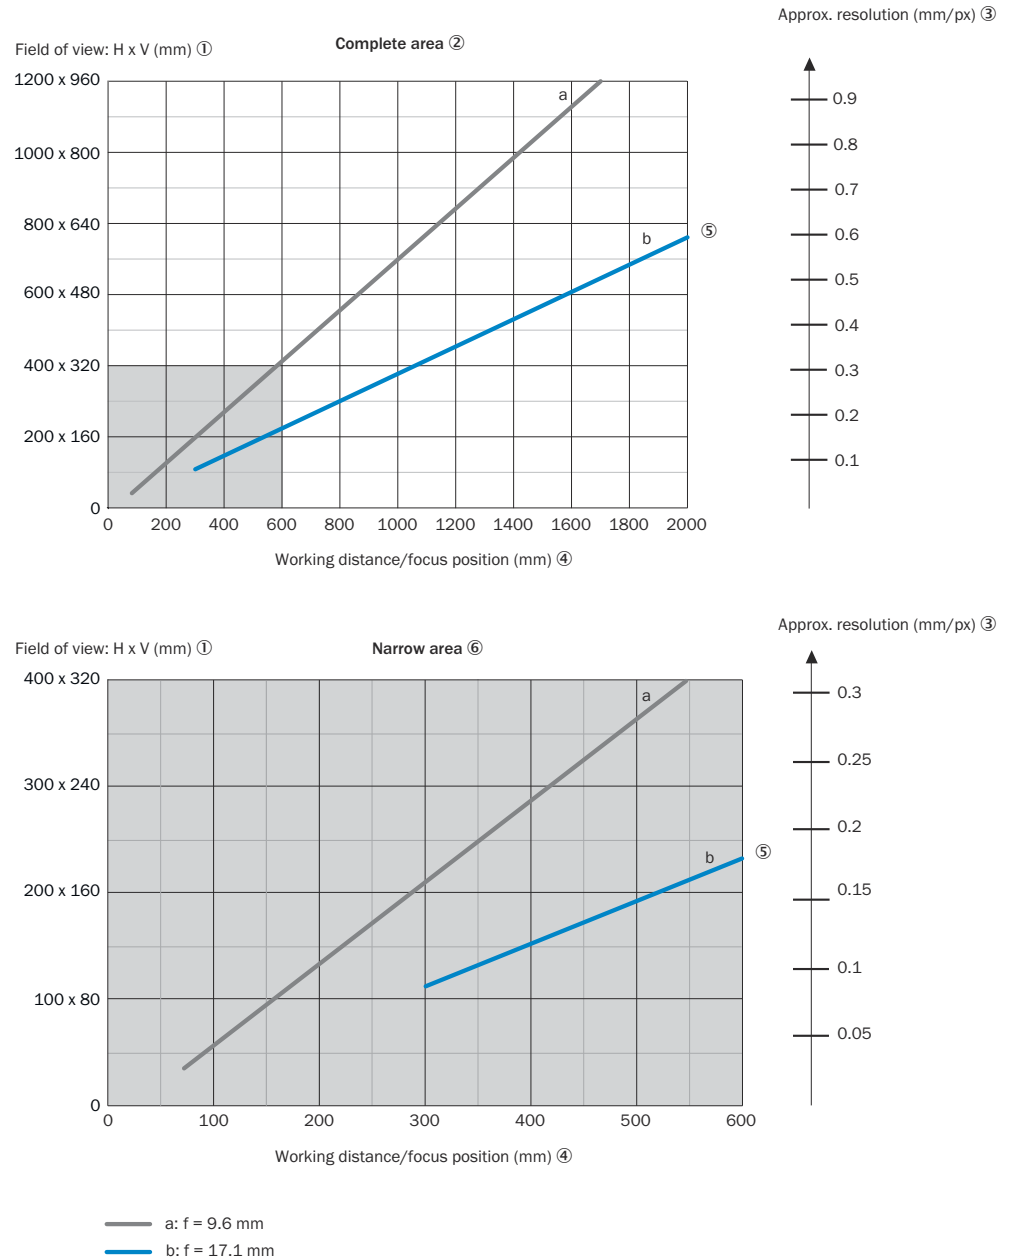 Approx. resolution (mm/px) ③
Field of view: H x V (mm) ①
Complete area ②
1200 x 960
1000 x 800
800 x 640
600 x 480
400 x 320
200 x 160
0
a
b
⑤
0 200 400 600 800 1000 1200 1400 1600 1800 2000
Working distance/focus position (mm) ④
0.9
0.8
0.7
0.6
0.5
0.4
0.3
0.2
0.1
Approx. resolution (mm/px) ③
Field of view: H x V (mm) ①
Narrow area ⑥
400 x 320
300 x 240
200 x 160
100 x 80
0
a
b
⑤
0 100 200 300 400 500 600
Working distance/focus position (mm) ④
0.3
0.25
0.2
0.15
0.1
0.05
a: f = 9.6 mm
b: f = 17.1 mm